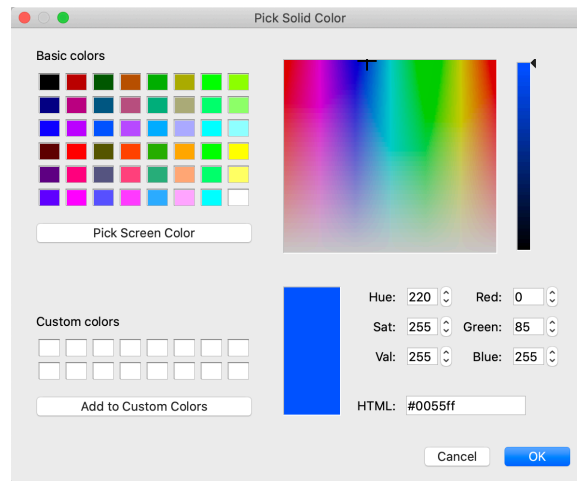 Pick Solid Color
Basic colors
Pick Screen Color
Custom colors
Add to Custom Colors
Hue: 220 Red: 0
Sat: 255 Green: 85
Val: 255 Blue: 255
HTML: #0055ff
Cancel OK